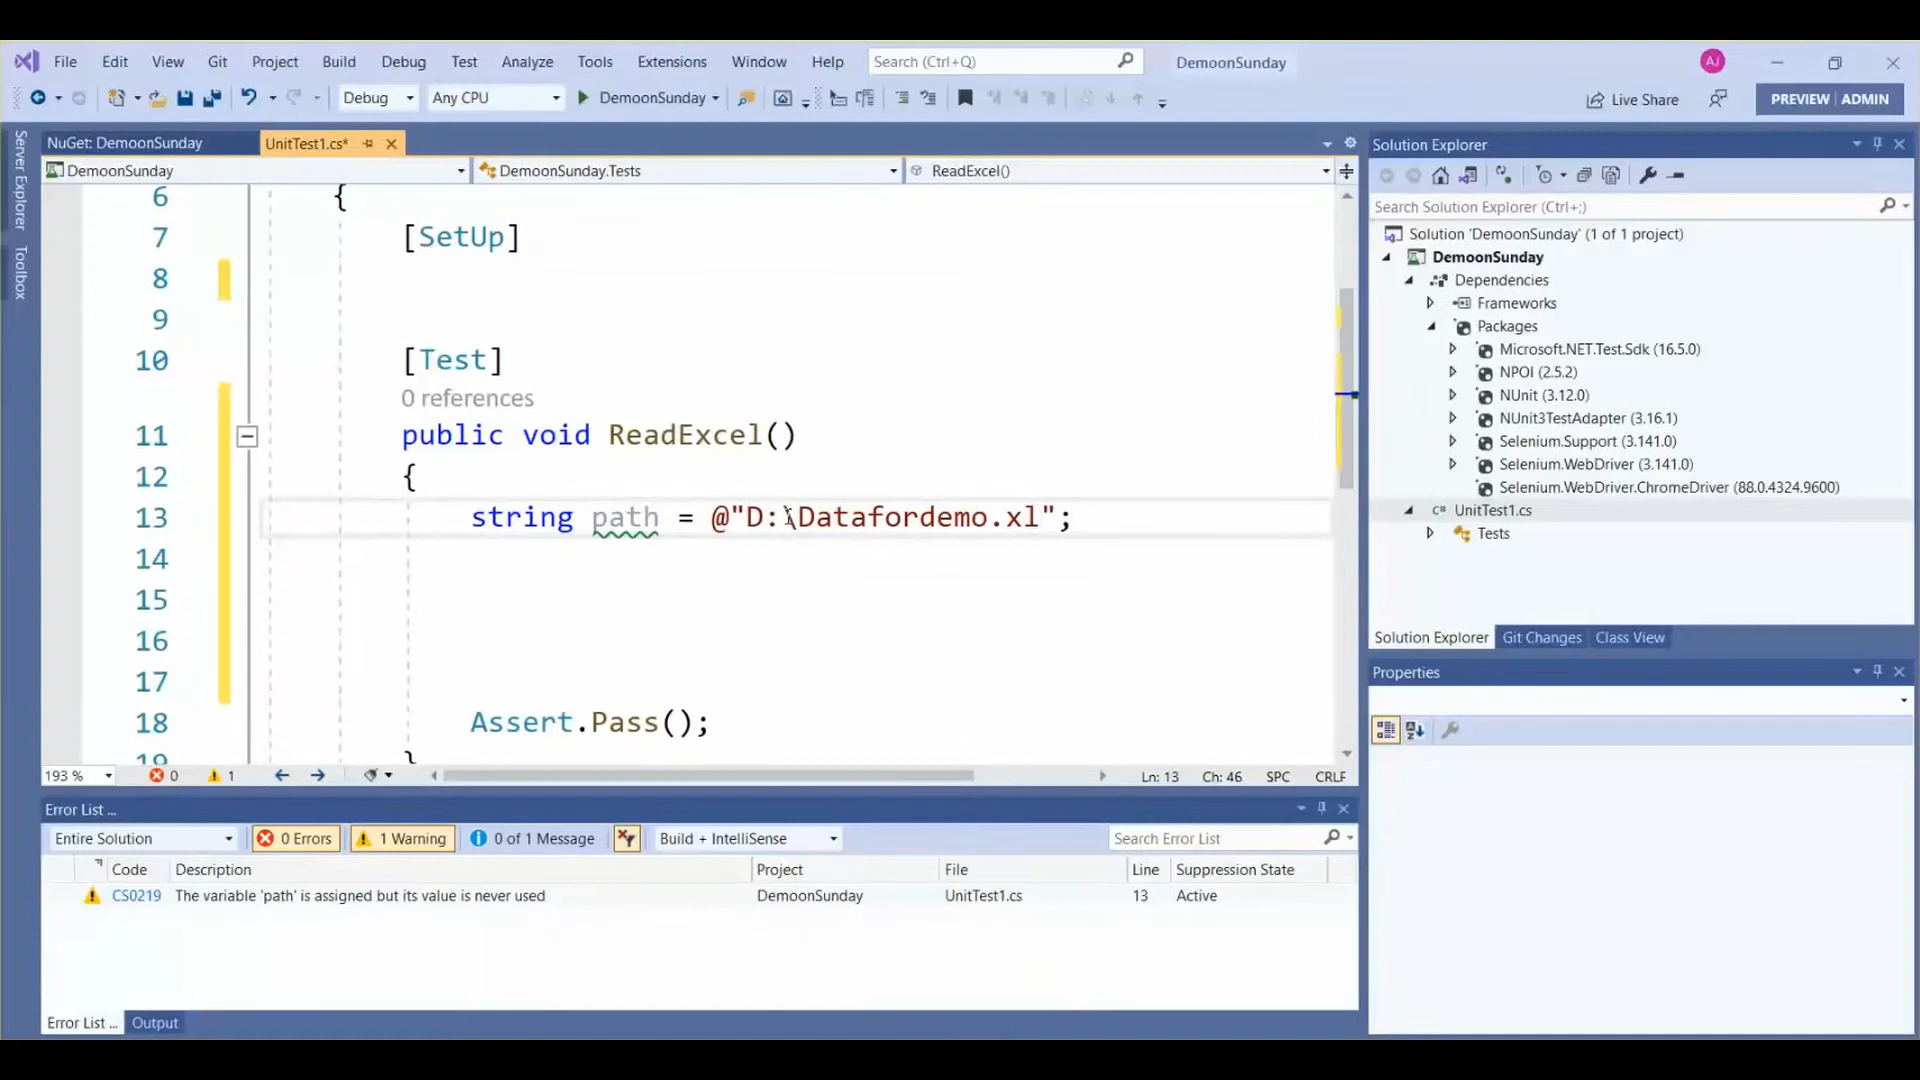 File Edit View Git Project Build Debug Test Analyze Tools Extensions Window Help Search (Ctrl+Q) DemoonSunday AJ
Debug Any CPU DemoonSunday Live Share PREVIEW ADMIN
Server Explorer
Toolbox
NuGet: DemoonSunday UnitTest1.cs*
DemoonSunday DemoonSunday.Tests ReadExcel()
6 {
7 [SetUp]
8
9
10 [Test]
0 references
11 public void ReadExcel()
12 {
13 string path = @"D:\Datafordemo.xl";
14
15
16
17
18 Assert.Pass();
19 }
193 % 0 1 Ln: 13 Ch: 46 SPC CRLF
Error List ...
Entire Solution 0 Errors 1 Warning 0 of 1 Message Build + IntelliSense Search Error List
Code Description Project File Line Suppression State
CS0219 The variable 'path' is assigned but its value is never used DemoonSunday UnitTest1.cs 13 Active
Error List ... Output
Solution Explorer
Search Solution Explorer (Ctrl+;)
Solution 'DemoonSunday' (1 of 1 project)
DemoonSunday
Dependencies
Frameworks
Packages
Microsoft.NET.Test.Sdk (16.5.0)
NPOI (2.5.2)
NUnit (3.12.0)
NUnit3TestAdapter (3.16.1)
Selenium.Support (3.141.0)
Selenium.WebDriver (3.141.0)
Selenium.WebDriver.ChromeDriver (88.0.4324.9600)
C# UnitTest1.cs
Tests
Solution Explorer Git Changes Class View
Properties